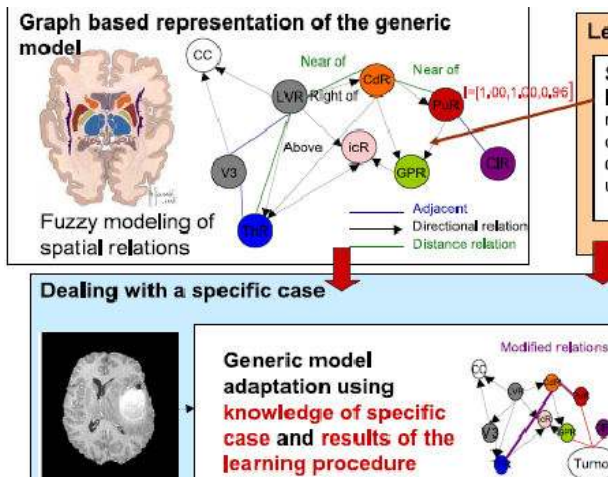 Graph based representation of the generic
model
CC
Near of
CdR
Near of
LVR
Right of
PuR
I=[1.00,1.00,0.96]
Above
icR
V3
GPR
ClR
ThR
Fuzzy modeling of
spatial relations
Adjacent
Directional relation
Distance relation
Le
S
Dealing with a specific case
Generic model
adaptation using
knowledge of specific
case and results of the
learning procedure
Modified relations
CC
CdR
V3
GPR
Tumo